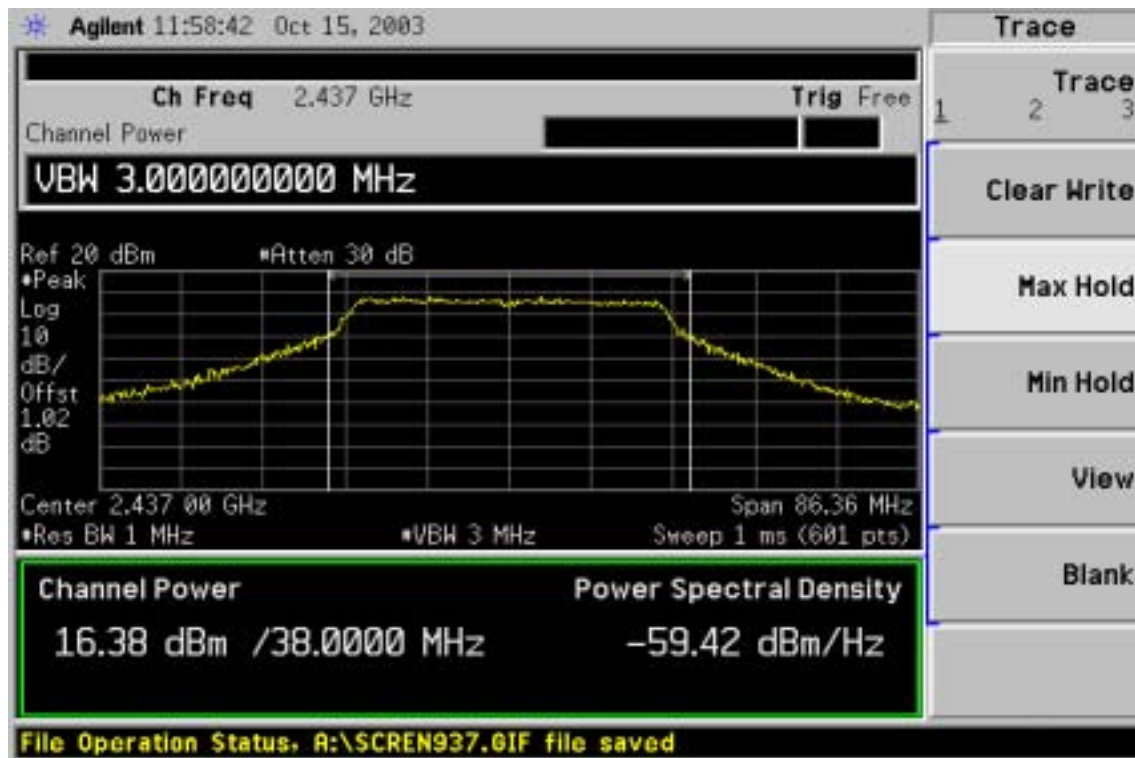 Agilent 11:58:42 Oct 15, 2003
Trace
Ch Freq 2.437 GHz
Trig Free
Channel Power
VBW 3.000000000 MHz
Ref 20 dBm
*Atten 30 dB
*Peak
Log
10
dB/
Offst
1.02
dB
Center 2.437 00 GHz
Span 86.36 MHz
*Res BW 1 MHz
*VBW 3 MHz
Sweep 1 ms (601 pts)
Channel Power
Power Spectral Density
16.38 dBm /38.0000 MHz
-59.42 dBm/Hz
File Operation Status, A:\SCREN937.GIF file saved
Trace
1 2 3
Clear Write
Max Hold
Min Hold
View
Blank